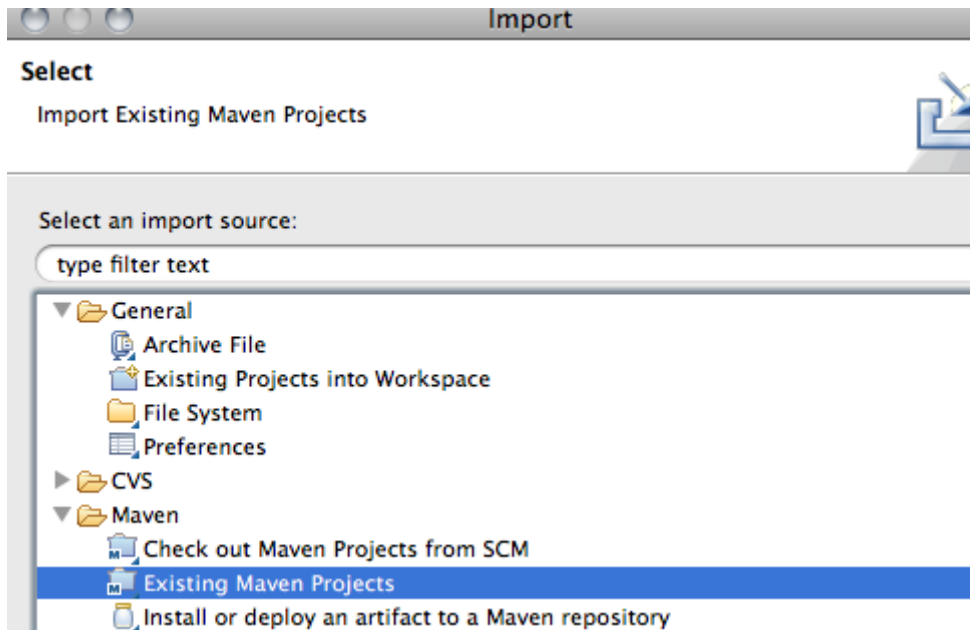 Import
Select
Import Existing Maven Projects
Select an import source:
type filter text
General
Archive File
Existing Projects into Workspace
File System
Preferences
CVS
Maven
Check out Maven Projects from SCM
Existing Maven Projects
Install or deploy an artifact to a Maven repository